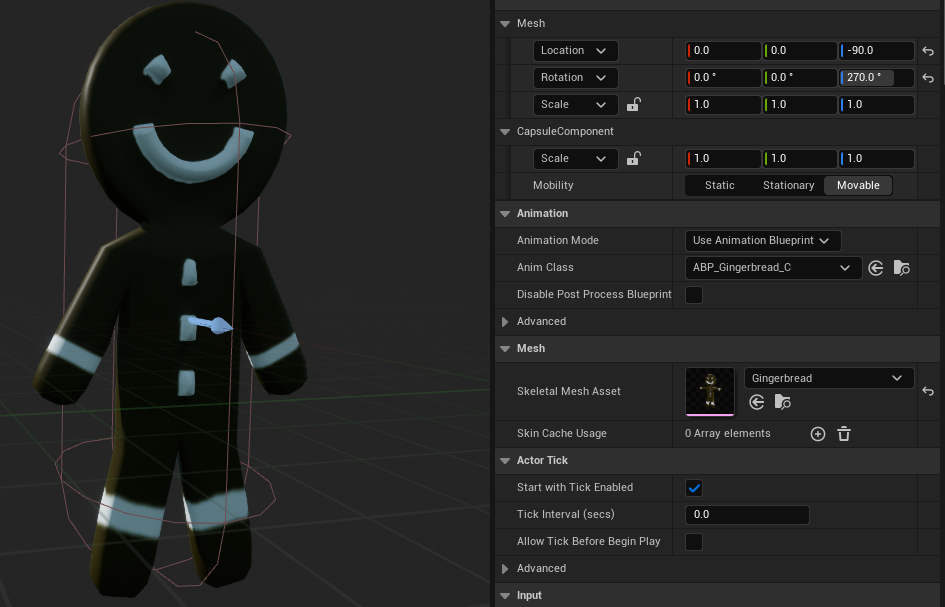 Mesh
Location 0.0 0.0 -90.0
Rotation 0.0 ° 0.0 ° 270.0 °
Scale 1.0 1.0 1.0
CapsuleComponent
Scale 1.0 1.0 1.0
Mobility Static Stationary Movable
Animation
Animation Mode Use Animation Blueprint
Anim Class ABP_Gingerbread_C
Disable Post Process Blueprint
Advanced
Mesh
Skeletal Mesh Asset Gingerbread
Skin Cache Usage 0 Array elements
Actor Tick
Start with Tick Enabled
Tick Interval (secs) 0.0
Allow Tick Before Begin Play
Advanced
Input